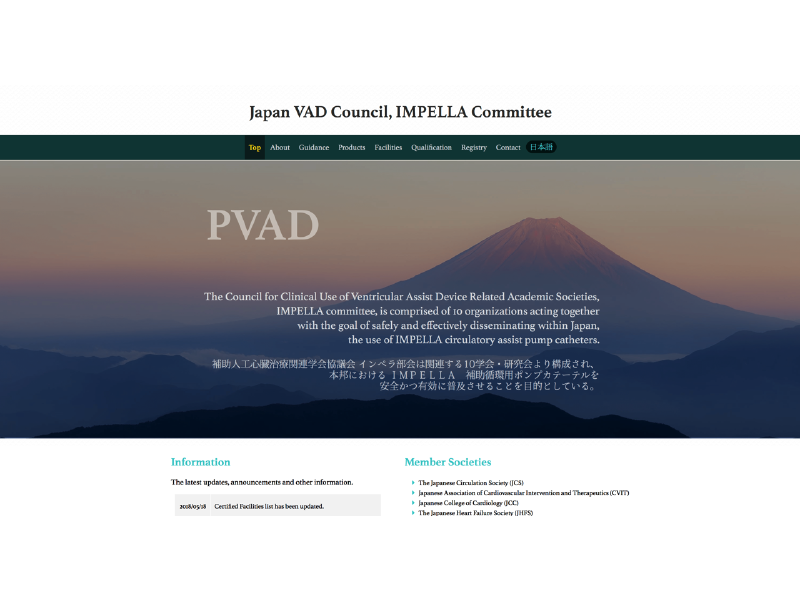 Japan VAD Council, IMPELLA Committee
Top About Guidance Products Facilities Qualification Registry Contact 日本語
PVAD
The Council for Clinical Use of Ventricular Assist Device Related Academic Societies,
IMPELLA committee, is comprised of 10 organizations acting together
with the goal of safely and effectively disseminating within Japan,
the use of IMPELLA circulatory assist pump catheters.
補助人工心臓治療関連学会協議会 インペラ部会は関連する10学会・研究会より構成され、
本邦における IMPELLA 補助循環用ポンプカテーテルを
安全かつ有効に普及させることを目的としている。
Information
The latest updates, announcements and other information.
2018/05/18 Certified Facilities list has been updated.
Member Societies
The Japanese Circulation Society (JCS)
Japanese Association of Cardiovascular Intervention and Therapeutics (CVIT)
Japanese College of Cardiology (JCC)
The Japanese Heart Failure Society (JHFS)